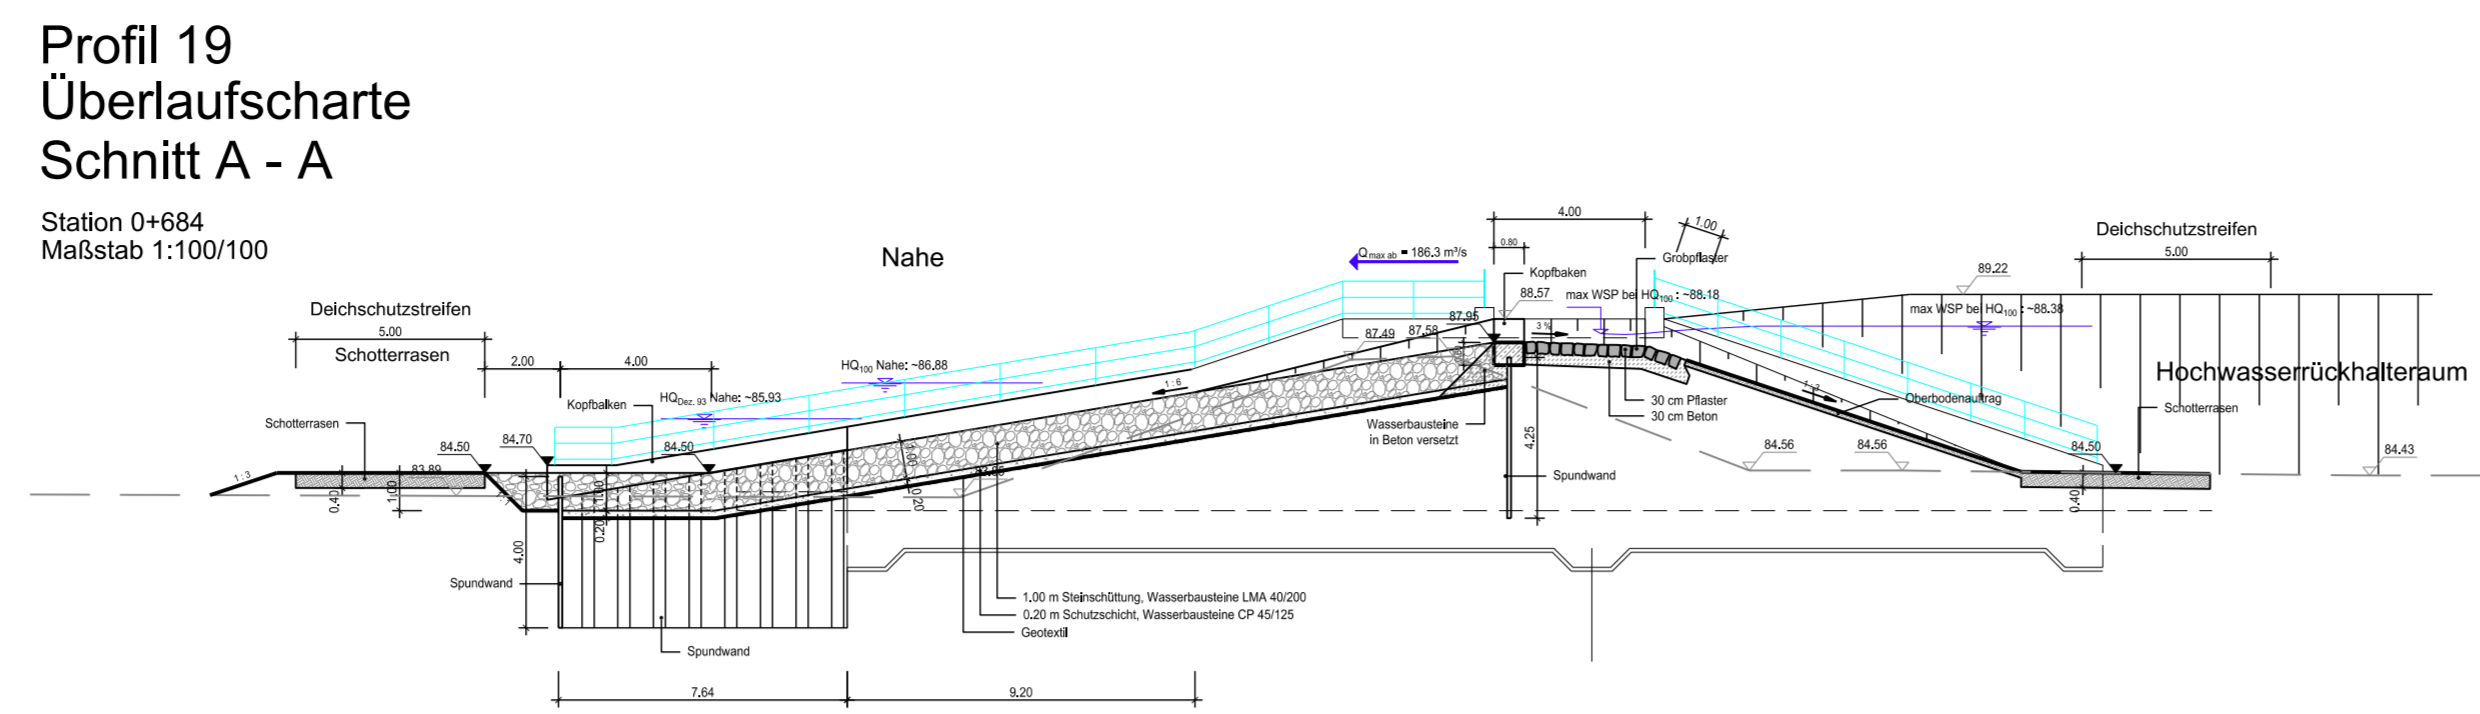 Profil 19
Überlaufscharte
Schnitt A - A
Station 0+684
Maßstab 1:100/100
Nahe
Q max ab = 186.3 m³/s
4.00
0.80
1.00
Grobpflaster
Kopfbaken
88.57
max WSP bei HQ100 : ~88.18
Deichschutzstreifen
5.00
89.22
max WSP bei HQ100 : ~88.38
Hochwasserrückhalteraum
Deichschutzstreifen
5.00
Schotterrasen
2.00
4.00
HQ100 Nahe: ~86.88
HQDez. 93 Nahe: ~85.93
Kopfbalken
Schotterrasen
84.50
84.70
84.50
83.89
1 : 3
0.40
1.00
1.00
0.20
4.00
1.00
0.20
87.49
87.58
87.95
3 %
1 : 6
Wasserbausteine
in Beton versetzt
30 cm Pflaster
30 cm Beton
4.25
Spundwand
1 : 3
Oberbodenauftrag
Schotterrasen
84.56
84.56
84.50
84.43
0.40
Spundwand
Spundwand
1.00 m Steinschüttung, Wasserbausteine LMA 40/200
0.20 m Schutzschicht, Wasserbausteine CP 45/125
Geotextil
7.64
9.20